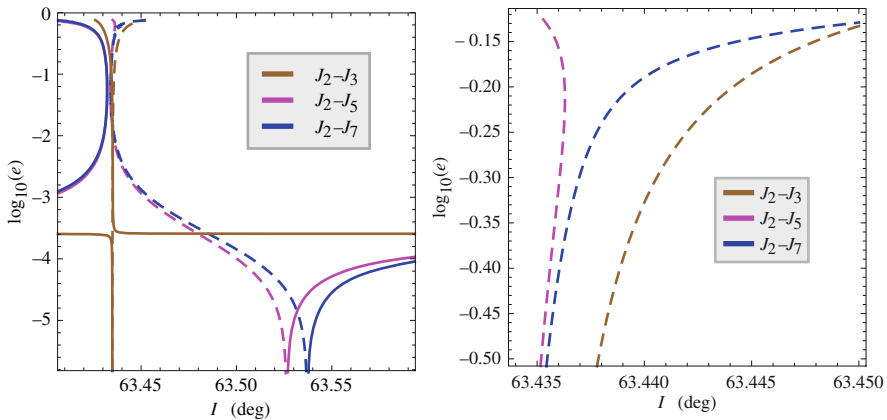 0
-1
-2
-3
-4
-5
log10(e)
J2–J3
J2–J5
J2–J7
63.45 63.50 63.55
I (deg)
-0.15
-0.20
-0.25
-0.30
-0.35
-0.40
-0.45
-0.50
log10(e)
J2–J3
J2–J5
J2–J7
63.435 63.440 63.445 63.450
I (deg)